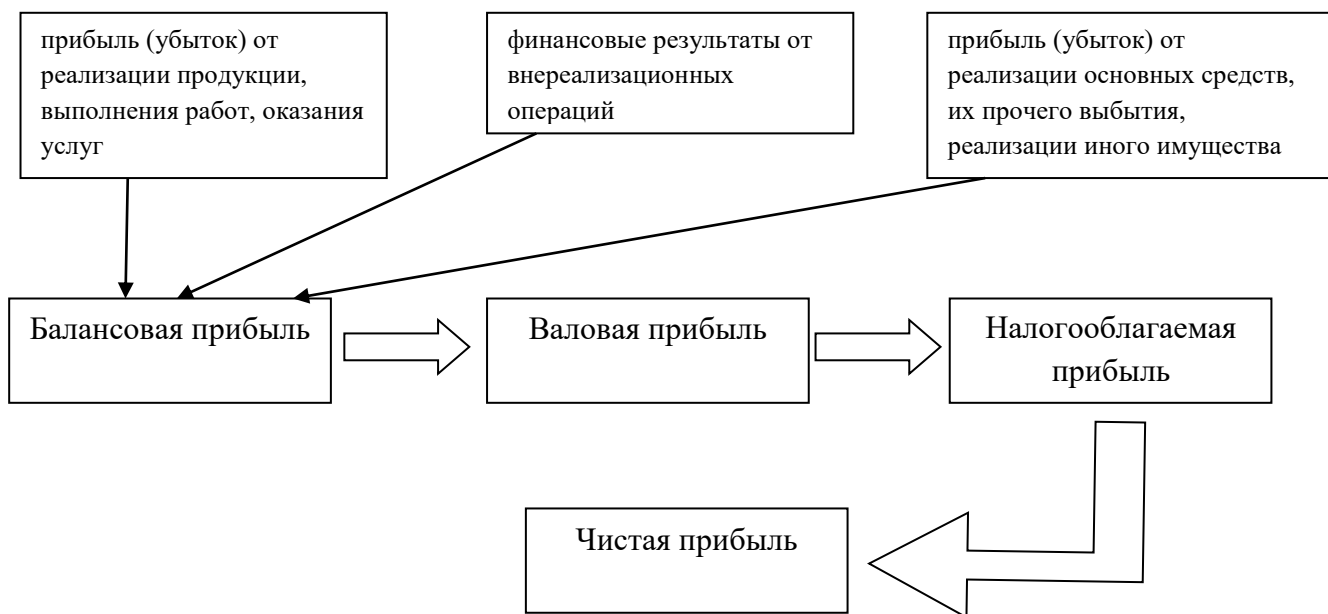 прибыль (убыток) от
реализации продукции,
выполнения работ, оказания
услуг
финансовые результаты от
внереализационных
операций
прибыль (убыток) от
реализации основных средств,
их прочего выбытия,
реализации иного имущества
Балансовая прибыль
Валовая прибыль
Налогооблагаемая
прибыль
Чистая прибыль